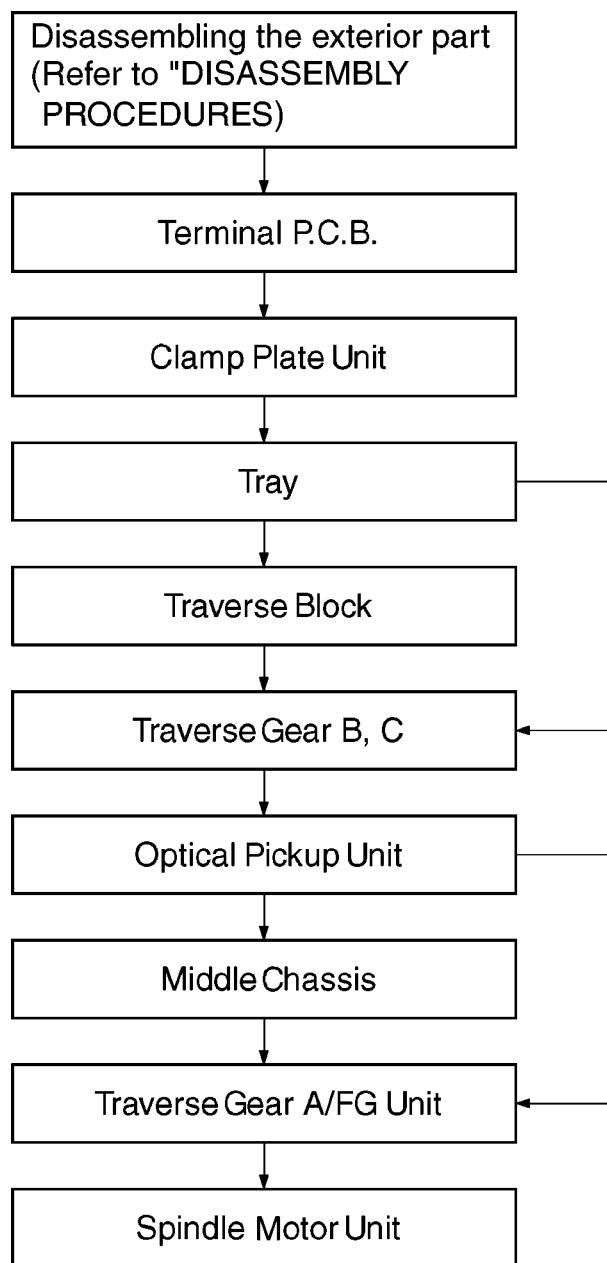 Disassembling the exterior part
(Refer to "DISASSEMBLY
PROCEDURES)
Terminal P.C.B.
Clamp Plate Unit
Tray
Traverse Block
Traverse Gear B, C
Optical Pickup Unit
Middle Chassis
Traverse Gear A/FG Unit
Spindle Motor Unit